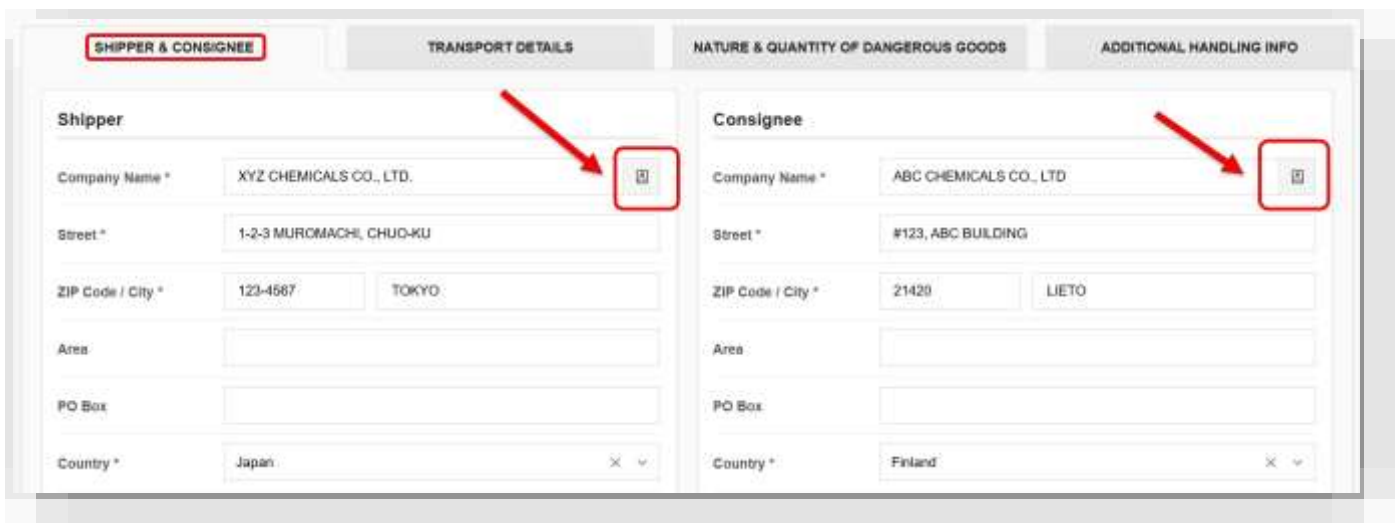 SHIPPER & CONSIGNEE
TRANSPORT DETAILS
NATURE & QUANTITY OF DANGEROUS GOODS
ADDITIONAL HANDLING INFO
Shipper
Company Name * XYZ CHEMICALS CO., LTD.
Street * 1-2-3 MUROMACHI, CHUO-KU
ZIP Code / City * 123-4567 TOKYO
Area
PO Box
Country * Japan
Consignee
Company Name * ABC CHEMICALS CO., LTD
Street * #123, ABC BUILDING
ZIP Code / City * 21420 LIETO
Area
PO Box
Country * Finland